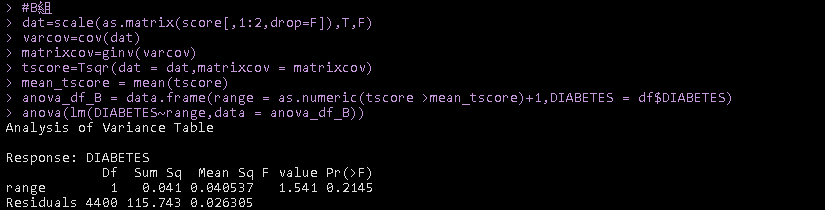 > #B組
> dat=scale(as.matrix(score[,1:2,drop=F]),T,F)
> varcov=cov(dat)
> matrixcov=ginv(varcov)
> tscore=Tsqr(dat = dat,matrixcov = matrixcov)
> mean_tscore = mean(tscore)
> anova_df_B = data.frame(range = as.numeric(tscore >mean_tscore)+1,DIABETES = df$DIABETES)
> anova(lm(DIABETES~range,data = anova_df_B))
Analysis of Variance Table
Response: DIABETES
Df Sum Sq Mean Sq F value Pr(>F)
range 1 0.041 0.040537 1.541 0.2145
Residuals 4400 115.743 0.026305